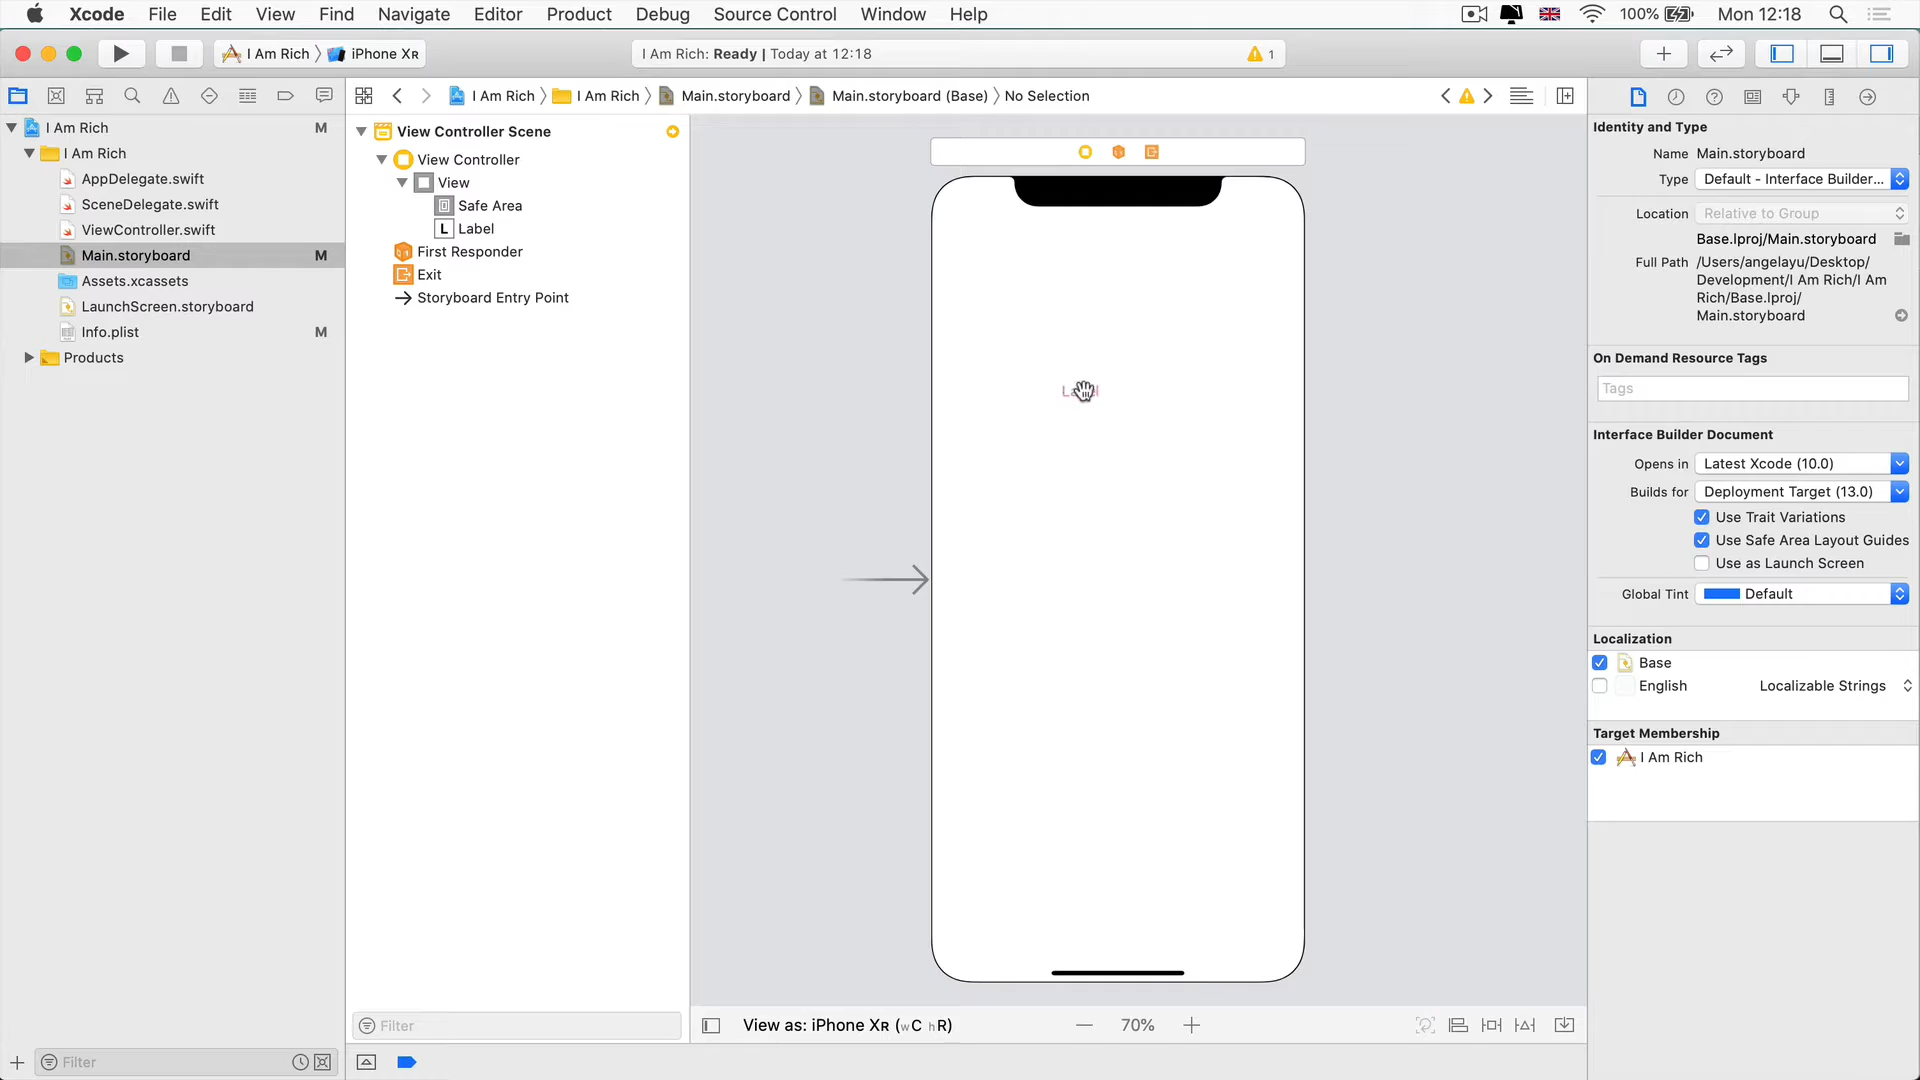 Xcode File Edit View Find Navigate Editor Product Debug Source Control Window Help 100% Mon 12:18
I Am Rich iPhone XR
I Am Rich: Ready | Today at 12:18
1
I Am Rich M
I Am Rich
AppDelegate.swift
SceneDelegate.swift
ViewController.swift
Main.storyboard M
Assets.xcassets
LaunchScreen.storyboard
Info.plist M
Products
Filter
I Am Rich I Am Rich Main.storyboard Main.storyboard (Base) No Selection
View Controller Scene
View Controller
View
Safe Area
L Label
First Responder
Exit
Storyboard Entry Point
Filter
View as: iPhone XR (wC hR)
70%
Identity and Type
Name Main.storyboard
Type Default - Interface Builder...
Location Relative to Group
Base.lproj/Main.storyboard
Full Path /Users/angelayu/Desktop/
Development/I Am Rich/I Am
Rich/Base.lproj/
Main.storyboard
On Demand Resource Tags
Tags
Interface Builder Document
Opens in Latest Xcode (10.0)
Builds for Deployment Target (13.0)
Use Trait Variations
Use Safe Area Layout Guides
Use as Launch Screen
Global Tint Default
Localization
Base
English Localizable Strings
Target Membership
I Am Rich